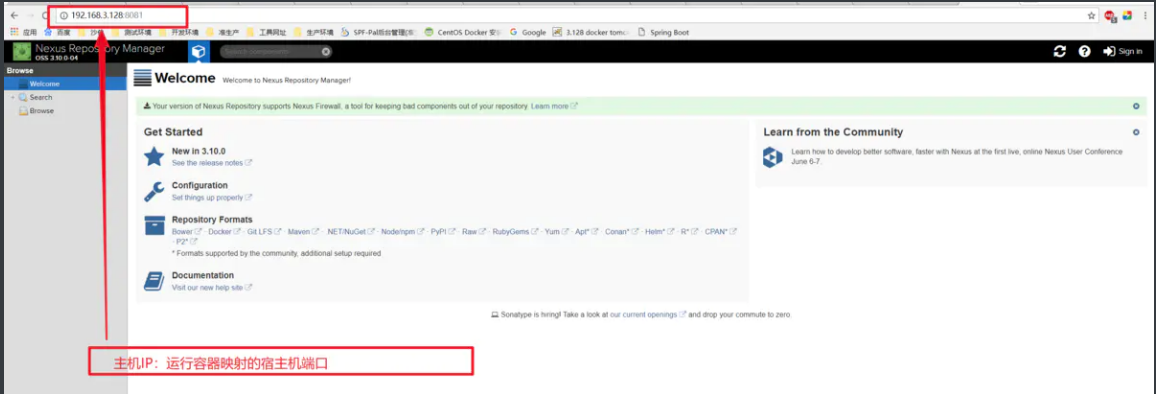 192.168.3.128:8081
应用 百度 测试环境 开发环境 准生产 工具网址 生产环境 SPF-Pal后台管理(生 CentOS Docker 安 Google 3.128 docker tomc Spring Boot
Nexus Repository Manager
OSS 3.10.0-04
Search components
Sign in
Browse
Welcome
Search
Browse
Welcome Welcome to Nexus Repository Manager!
Your version of Nexus Repository supports Nexus Firewall, a tool for keeping bad components out of your repository. Learn more
Get Started
New in 3.10.0
See the release notes
Configuration
Set things up properly
Repository Formats
Bower · Docker · Git LFS · Maven · .NET/NuGet · Node/npm · PyPI · Raw · RubyGems · Yum · Apt* · Conan* · Helm* · R* · CPAN*
· P2*
* Formats supported by the community, additional setup required
Documentation
Visit our new help site
Learn from the Community
Learn how to develop better software, faster with Nexus at the first live, online Nexus User Conference
June 6-7.
Sonatype is hiring! Take a look at our current openings and drop your commute to zero.
主机IP：运行容器映射的宿主机端口